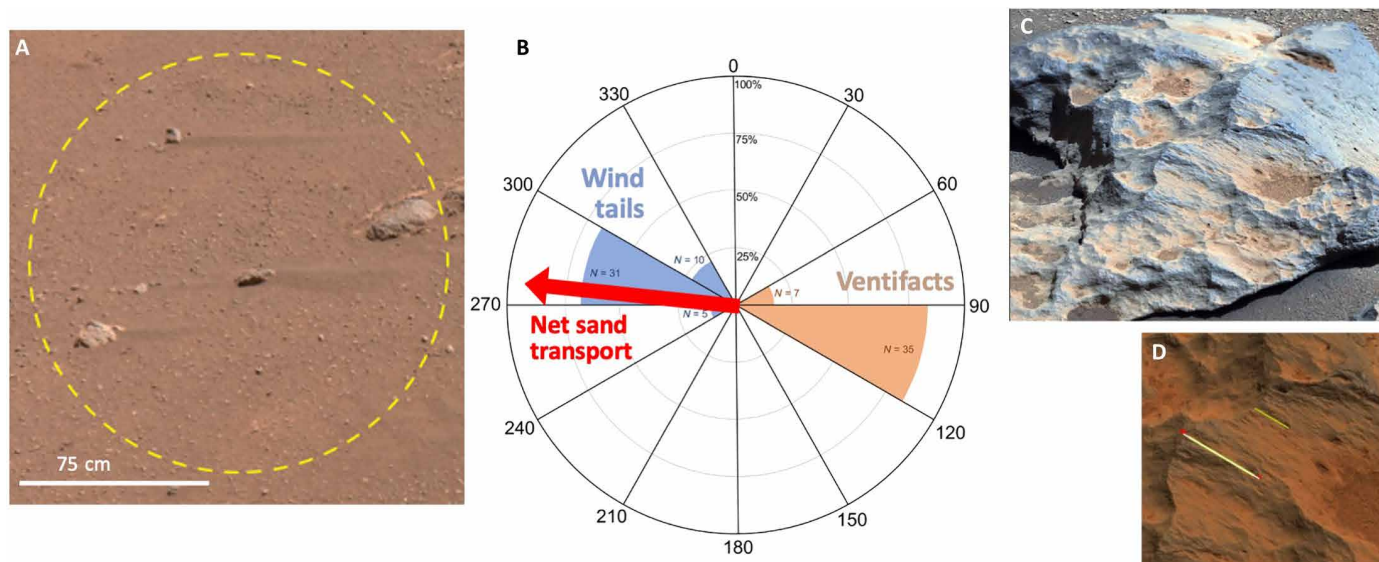 A
75 cm
B
0
30
60
90
120
150
180
210
240
270
300
330
100%
75%
50%
25%
Wind
tails
N = 31
N = 10
N = 5
Net sand
transport
Ventifacts
N = 7
N = 35
C
D